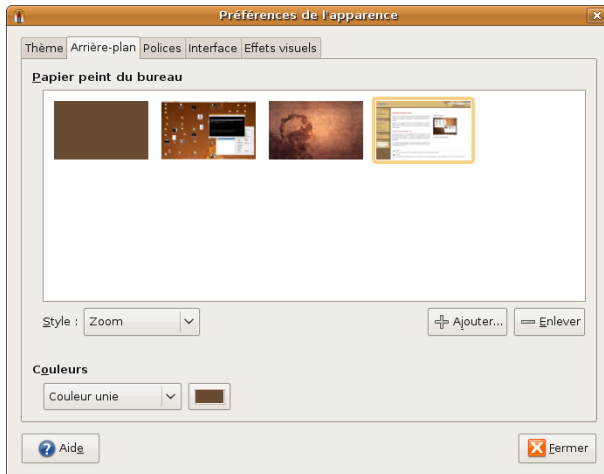 Préférences de l'apparence
Thème Arrière-plan Polices Interface Effets visuels
Papier peint du bureau
Style : Zoom Ajouter... Enlever
Couleurs
Couleur unie
Aide Fermer